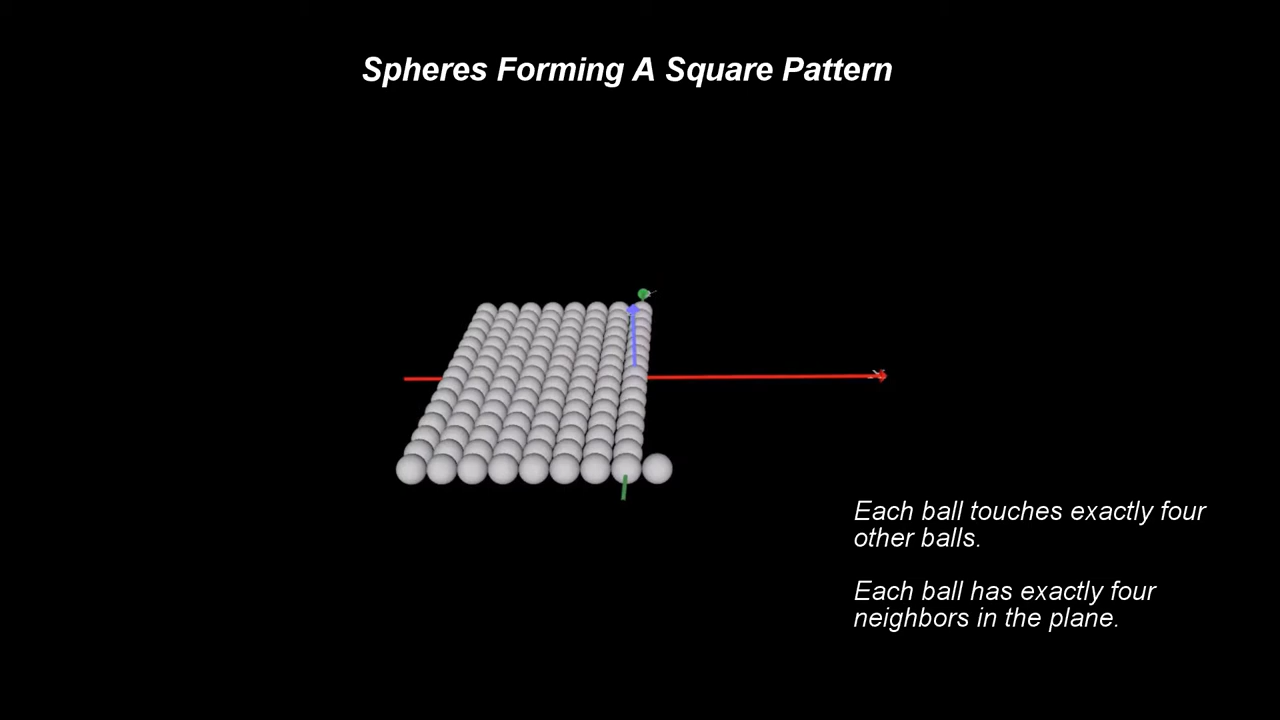 Spheres Forming A Square Pattern
Each ball touches exactly four
other balls.
Each ball has exactly four
neighbors in the plane.